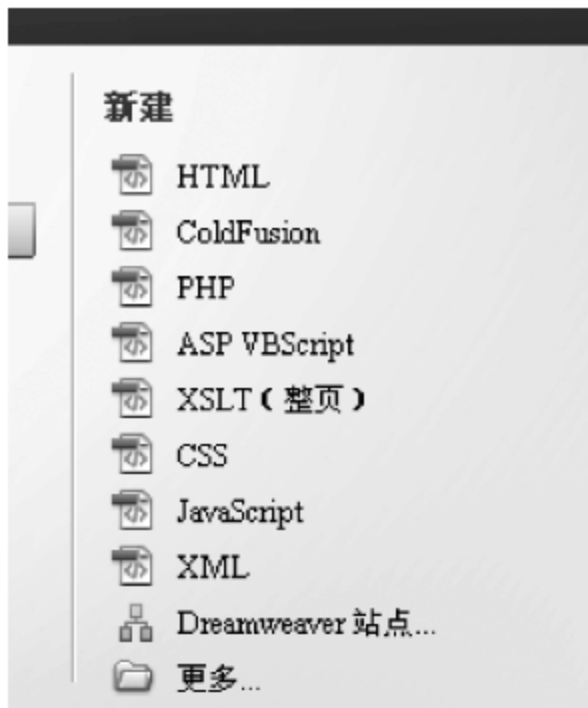 新建
HTML
ColdFusion
PHP
ASP VBScript
XSLT（整页）
CSS
JavaScript
XML
Dreamweaver 站点...
更多...